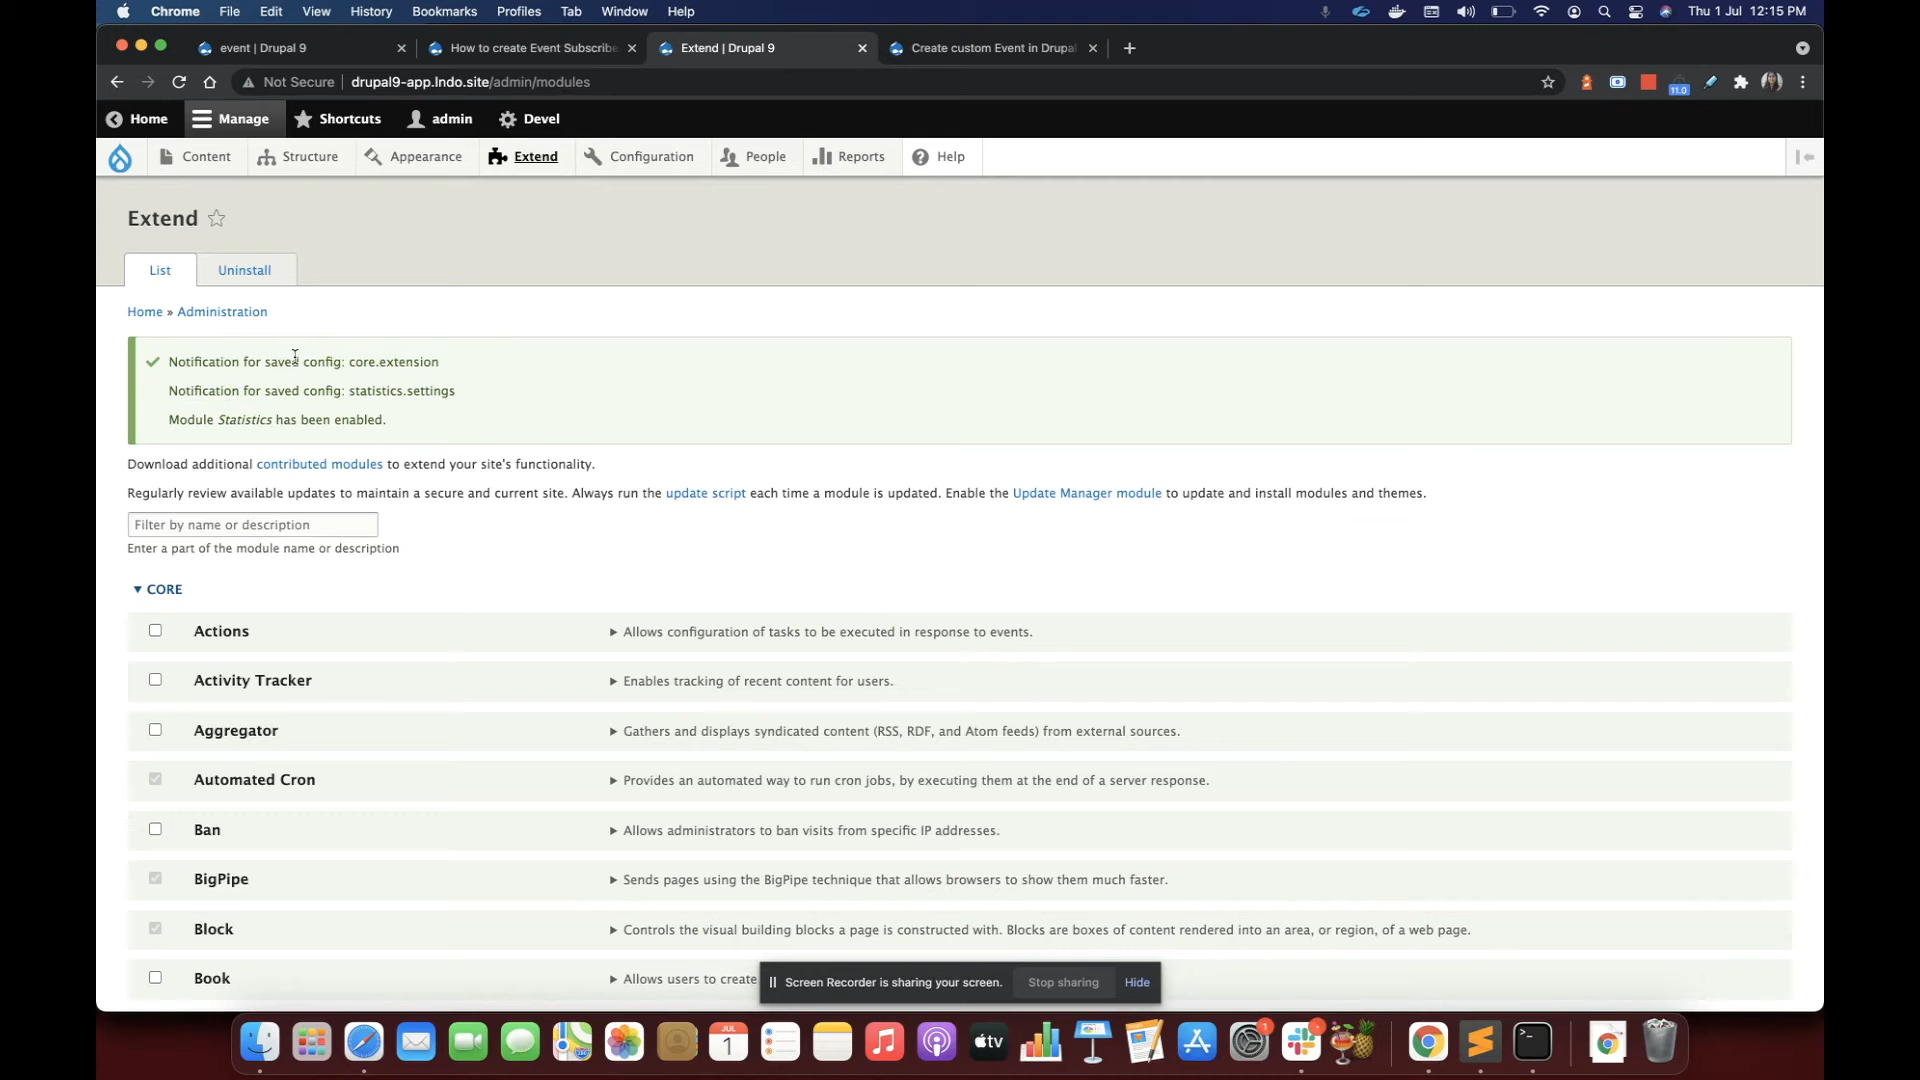 Chrome File Edit View History Bookmarks Profiles Tab Window Help Thu 1 Jul 12:15 PM
event | Drupal 9
How to create Event Subscribe
Extend | Drupal 9
Create custom Event in Drupal
Not Secure drupal9-app.lndo.site/admin/modules
11.0
Home Manage Shortcuts admin Devel
Content Structure Appearance Extend Configuration People Reports Help
Extend
List Uninstall
Home » Administration
Notification for saved config: core.extension
Notification for saved config: statistics.settings
Module Statistics has been enabled.
Download additional contributed modules to extend your site's functionality.
Regularly review available updates to maintain a secure and current site. Always run the update script each time a module is updated. Enable the Update Manager module to update and install modules and themes.
Filter by name or description
Enter a part of the module name or description
▼ CORE
Actions ► Allows configuration of tasks to be executed in response to events.
Activity Tracker ► Enables tracking of recent content for users.
Aggregator ► Gathers and displays syndicated content (RSS, RDF, and Atom feeds) from external sources.
Automated Cron ► Provides an automated way to run cron jobs, by executing them at the end of a server response.
Ban ► Allows administrators to ban visits from specific IP addresses.
BigPipe ► Sends pages using the BigPipe technique that allows browsers to show them much faster.
Block ► Controls the visual building blocks a page is constructed with. Blocks are boxes of content rendered into an area, or region, of a web page.
Book ► Allows users to create
Screen Recorder is sharing your screen. Stop sharing Hide
JUL
1
tv
1